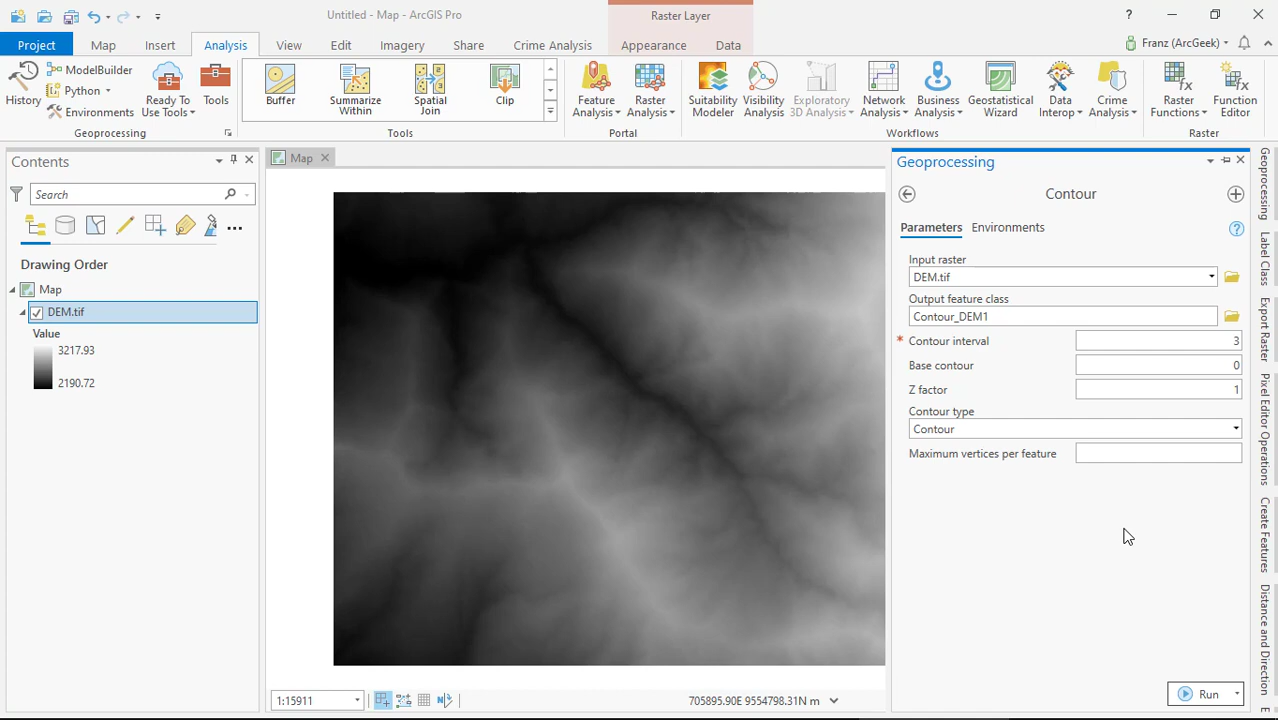 Untitled - Map - ArcGIS Pro
Raster Layer
?
Project
Map
Insert
Analysis
View
Edit
Imagery
Share
Crime Analysis
Appearance
Data
Franz (ArcGeek)
History
ModelBuilder
Python
Environments
Ready To
Use Tools
Tools
Buffer
Summarize
Within
Spatial
Join
Clip
Feature
Analysis
Raster
Analysis
Suitability
Modeler
Visibility
Analysis
Exploratory
3D Analysis
Network
Analysis
Business
Analysis
Geostatistical
Wizard
Data
Interop
Crime
Analysis
Raster
Functions
Function
Editor
Geoprocessing
Tools
Portal
Workflows
Raster
Contents
Search
Drawing Order
Map
DEM.tif
Value
3217.93
2190.72
Map
1:15911
705895.90E 9554798.31N m
Geoprocessing
Contour
Parameters
Environments
?
Input raster
DEM.tif
Output feature class
Contour_DEM1
* Contour interval
3
Base contour
0
Z factor
1
Contour type
Contour
Maximum vertices per feature
Run
Geoprocessing
Label Class
Export Raster
Pixel Editor Operations
Create Features
Distance and Direction
E